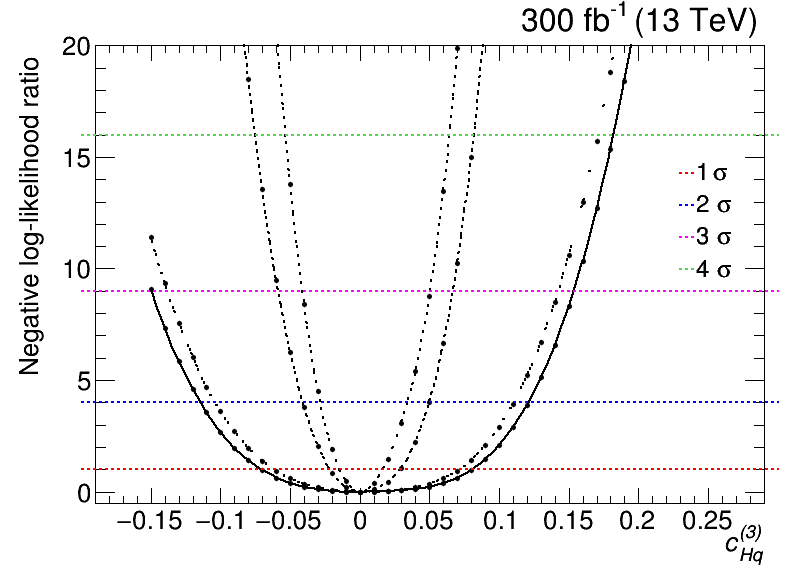 300 fb⁻¹ (13 TeV)
Negative log-likelihood ratio
20
15
10
5
0
1 σ
2 σ
3 σ
4 σ
−0.15 −0.1 −0.05 0 0.05 0.1 0.15 0.2 0.25
c_{Hq}^{(3)}